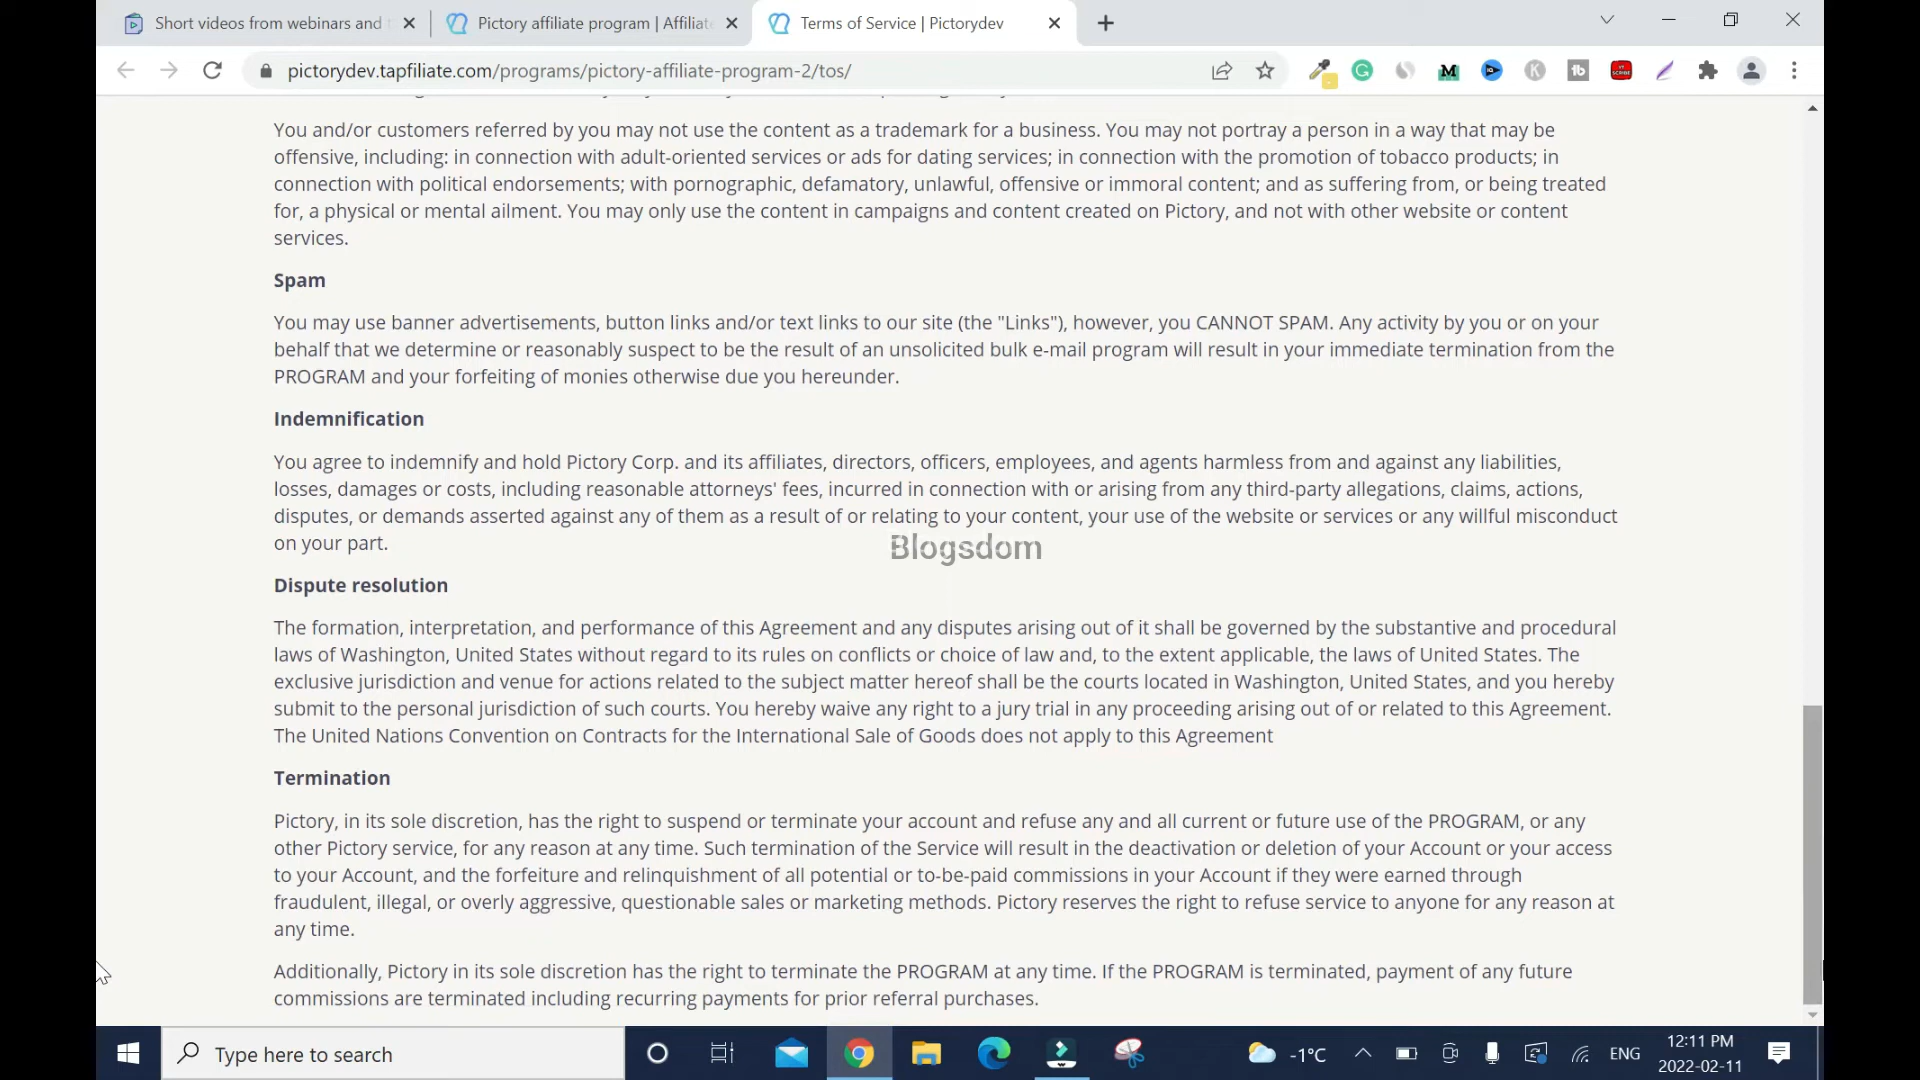 Short videos from webinars and
Pictory affiliate program | Affiliate
Terms of Service | Pictorydev
pictorydev.tapfiliate.com/programs/pictory-affiliate-program-2/tos/
You and/or customers referred by you may not use the content as a trademark for a business. You may not portray a person in a way that may be
offensive, including: in connection with adult-oriented services or ads for dating services; in connection with the promotion of tobacco products; in
connection with political endorsements; with pornographic, defamatory, unlawful, offensive or immoral content; and as suffering from, or being treated
for, a physical or mental ailment. You may only use the content in campaigns and content created on Pictory, and not with other website or content
services.
Spam
You may use banner advertisements, button links and/or text links to our site (the "Links"), however, you CANNOT SPAM. Any activity by you or on your
behalf that we determine or reasonably suspect to be the result of an unsolicited bulk e-mail program will result in your immediate termination from the
PROGRAM and your forfeiting of monies otherwise due you hereunder.
Indemnification
You agree to indemnify and hold Pictory Corp. and its affiliates, directors, officers, employees, and agents harmless from and against any liabilities,
losses, damages or costs, including reasonable attorneys' fees, incurred in connection with or arising from any third-party allegations, claims, actions,
disputes, or demands asserted against any of them as a result of or relating to your content, your use of the website or services or any willful misconduct
on your part.
Blogsdom
Dispute resolution
The formation, interpretation, and performance of this Agreement and any disputes arising out of it shall be governed by the substantive and procedural
laws of Washington, United States without regard to its rules on conflicts or choice of law and, to the extent applicable, the laws of United States. The
exclusive jurisdiction and venue for actions related to the subject matter hereof shall be the courts located in Washington, United States, and you hereby
submit to the personal jurisdiction of such courts. You hereby waive any right to a jury trial in any proceeding arising out of or related to this Agreement.
The United Nations Convention on Contracts for the International Sale of Goods does not apply to this Agreement
Termination
Pictory, in its sole discretion, has the right to suspend or terminate your account and refuse any and all current or future use of the PROGRAM, or any
other Pictory service, for any reason at any time. Such termination of the Service will result in the deactivation or deletion of your Account or your access
to your Account, and the forfeiture and relinquishment of all potential or to-be-paid commissions in your Account if they were earned through
fraudulent, illegal, or overly aggressive, questionable sales or marketing methods. Pictory reserves the right to refuse service to anyone for any reason at
any time.
Additionally, Pictory in its sole discretion has the right to terminate the PROGRAM at any time. If the PROGRAM is terminated, payment of any future
commissions are terminated including recurring payments for prior referral purchases.
Type here to search
-1°C
ENG
12:11 PM
2022-02-11